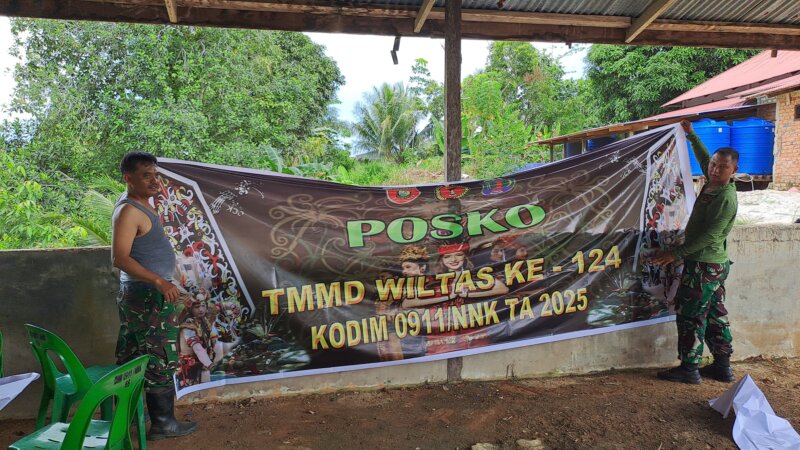 POSKO
TMMD WILTAS KE - 124
KODIM 0911/NNK TA 2025